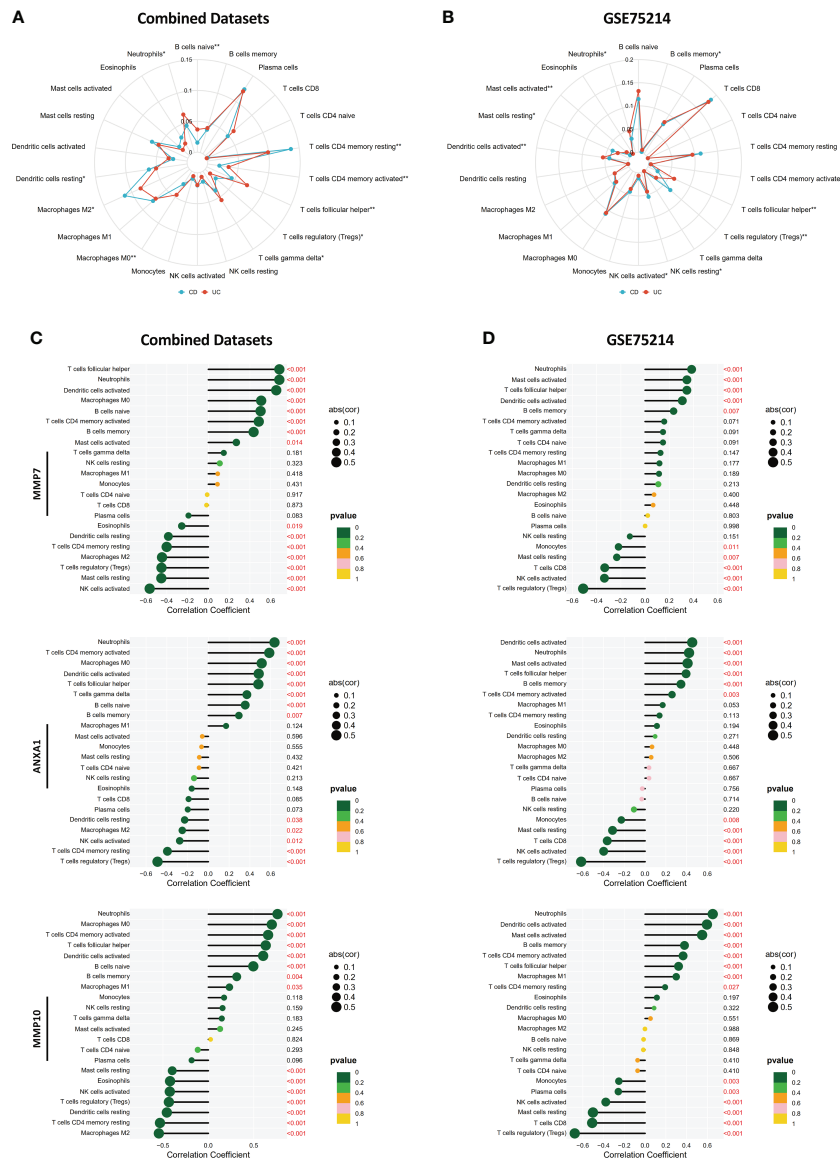 A
Combined Datasets
B
GSE75214
B cells naive**
B cells memory
Plasma cells
T cells CD8
T cells CD4 naive
T cells CD4 memory resting**
T cells CD4 memory activated**
T cells follicular helper**
T cells regulatory (Tregs)*
T cells gamma delta*
NK cells resting
NK cells activated
Monocytes
Macrophages M0**
Macrophages M1
Macrophages M2*
Dendritic cells resting*
Dendritic cells activated
Mast cells resting
Mast cells activated
Eosinophils
Neutrophils*
0.15
0.1
0.05
0
CD
UC
B cells naive
B cells memory*
Plasma cells
T cells CD8
T cells CD4 naive
T cells CD4 memory resting
T cells CD4 memory activate
T cells follicular helper**
T cells regulatory (Tregs)**
T cells gamma delta
NK cells resting*
NK cells activated*
Monocytes
Macrophages M0
Macrophages M1
Macrophages M2
Dendritic cells resting
Dendritic cells activated**
Mast cells resting*
Mast cells activated**
Eosinophils
Neutrophils*
0.2
0.15
0.1
0.05
0
CD
UC
C
Combined Datasets
D
GSE75214
MMP7
T cells follicular helper <0.001
Neutrophils <0.001
Dendritic cells activated <0.001
Macrophages M0 <0.001
B cells naive <0.001
T cells CD4 memory activated <0.001
B cells memory <0.001
Mast cells activated 0.014
T cells gamma delta 0.181
NK cells resting 0.323
Macrophages M1 0.418
Monocytes 0.431
T cells CD4 naive 0.917
T cells CD8 0.873
Plasma cells 0.083
Eosinophils 0.019
Dendritic cells resting <0.001
T cells CD4 memory resting <0.001
Macrophages M2 <0.001
T cells regulatory (Tregs) <0.001
Mast cells resting <0.001
NK cells activated <0.001
−0.6 −0.4 −0.2 0.0 0.2 0.4 0.6
Correlation Coefficient
abs(cor)
0.1
0.2
0.3
0.4
0.5
pvalue
0
0.2
0.4
0.6
0.8
1
Neutrophils <0.001
Mast cells activated <0.001
T cells follicular helper <0.001
Dendritic cells activated <0.001
B cells memory 0.007
T cells CD4 memory activated 0.071
T cells gamma delta 0.091
T cells CD4 naive 0.091
T cells CD4 memory resting 0.147
Macrophages M1 0.177
Macrophages M0 0.189
Dendritic cells resting 0.213
Macrophages M2 0.400
Eosinophils 0.448
B cells naive 0.803
Plasma cells 0.998
NK cells resting 0.151
Monocytes 0.011
Mast cells resting 0.007
T cells CD8 <0.001
NK cells activated <0.001
T cells regulatory (Tregs) <0.001
−0.6 −0.4 −0.2 0.0 0.2 0.4 0.6
Correlation Coefficient
abs(cor)
0.1
0.2
0.3
0.4
0.5
pvalue
0
0.2
0.4
0.6
0.8
1
ANXA1
Neutrophils <0.001
T cells CD4 memory activated <0.001
Macrophages M0 <0.001
Dendritic cells activated <0.001
T cells follicular helper <0.001
T cells gamma delta <0.001
B cells naive <0.001
B cells memory 0.007
Macrophages M1 0.124
Mast cells activated 0.596
Monocytes 0.555
Mast cells resting 0.432
T cells CD4 naive 0.421
NK cells resting 0.213
Eosinophils 0.148
T cells CD8 0.085
Plasma cells 0.073
Dendritic cells resting 0.038
Macrophages M2 0.022
NK cells activated 0.012
T cells CD4 memory resting <0.001
T cells regulatory (Tregs) <0.001
−0.6 −0.4 −0.2 0.0 0.2 0.4 0.6
Correlation Coefficient
abs(cor)
0.1
0.2
0.3
0.4
0.5
pvalue
0
0.2
0.4
0.6
0.8
1
Dendritic cells activated <0.001
Neutrophils <0.001
Mast cells activated <0.001
T cells follicular helper <0.001
B cells memory <0.001
T cells CD4 memory activated 0.003
Macrophages M1 0.053
T cells CD4 memory resting 0.113
Eosinophils 0.194
Dendritic cells resting 0.271
Macrophages M0 0.448
Macrophages M2 0.506
T cells gamma delta 0.667
T cells CD4 naive 0.667
Plasma cells 0.756
B cells naive 0.714
NK cells resting 0.220
Monocytes 0.008
Mast cells resting <0.001
T cells CD8 <0.001
NK cells activated <0.001
T cells regulatory (Tregs) <0.001
−0.6 −0.4 −0.2 0.0 0.2 0.4 0.6
Correlation Coefficient
abs(cor)
0.1
0.2
0.3
0.4
0.5
pvalue
0
0.2
0.4
0.6
0.8
1
MMP10
Neutrophils <0.001
Macrophages M0 <0.001
T cells CD4 memory activated <0.001
T cells follicular helper <0.001
Dendritic cells activated <0.001
B cells naive <0.001
B cells memory 0.004
Macrophages M1 0.035
Monocytes 0.118
NK cells resting 0.159
T cells gamma delta 0.183
Mast cells activated 0.245
T cells CD8 0.824
T cells CD4 naive 0.293
Plasma cells 0.096
Mast cells resting <0.001
Eosinophils <0.001
NK cells activated <0.001
T cells regulatory (Tregs) <0.001
Dendritic cells resting <0.001
T cells CD4 memory resting <0.001
Macrophages M2 <0.001
−0.5 0.0 0.5
Correlation Coefficient
abs(cor)
0.1
0.2
0.3
0.4
0.5
pvalue
0
0.2
0.4
0.6
0.8
1
Neutrophils <0.001
Dendritic cells activated <0.001
Mast cells activated <0.001
B cells memory <0.001
T cells CD4 memory activated <0.001
T cells follicular helper <0.001
Macrophages M1 <0.001
T cells CD4 memory resting 0.027
Eosinophils 0.197
Dendritic cells resting 0.322
Macrophages M0 0.551
Macrophages M2 0.988
B cells naive 0.869
NK cells resting 0.848
T cells gamma delta 0.410
T cells CD4 naive 0.410
Monocytes 0.003
Plasma cells 0.003
NK cells activated <0.001
Mast cells resting <0.001
T cells CD8 <0.001
T cells regulatory (Tregs) <0.001
−0.6 −0.4 −0.2 0.0 0.2 0.4 0.6
Correlation Coefficient
abs(cor)
0.1
0.2
0.3
0.4
0.5
pvalue
0
0.2
0.4
0.6
0.8
1